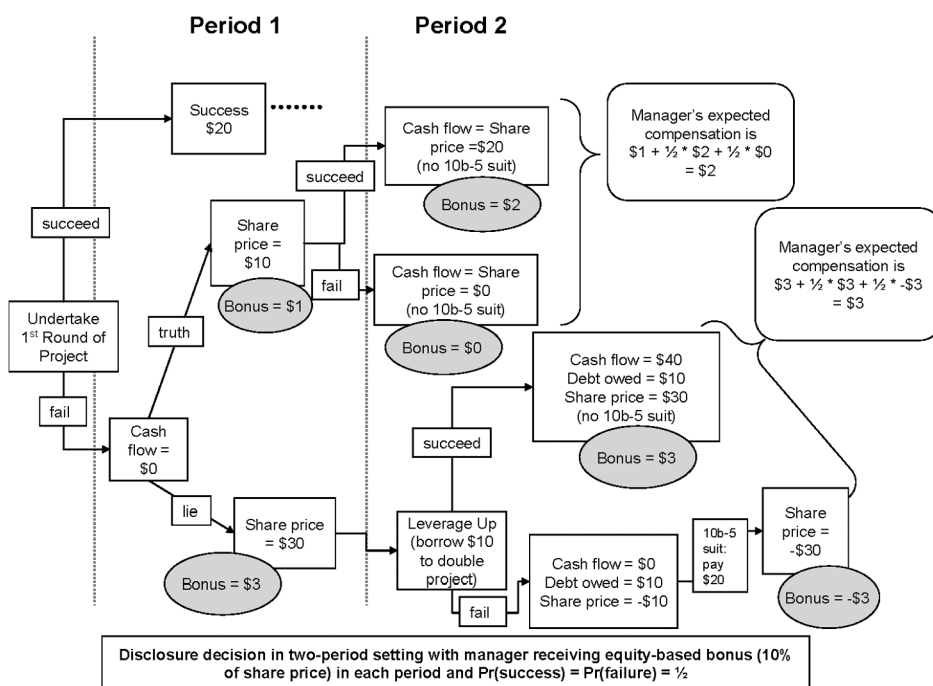 Period 1
Period 2
Success
$20
succeed
Undertake
1st Round of
Project
fail
Cash
flow =
$0
truth
lie
Share
price =
$10
Bonus = $1
succeed
fail
Cash flow = Share
price =$20
(no 10b-5 suit)
Bonus = $2
Cash flow = Share
price = $0
(no 10b-5 suit)
Bonus = $0
Manager's expected
compensation is
$1 + ½ * $2 + ½ * $0
= $2
Manager's expected
compensation is
$3 + ½ * $3 + ½ * -$3
= $3
Share price
= $30
Bonus = $3
Leverage Up
(borrow $10
to double
project)
succeed
fail
Cash flow = $40
Debt owed = $10
Share price = $30
(no 10b-5 suit)
Bonus = $3
Cash flow = $0
Debt owed = $10
Share price = -$10
10b-5
suit:
pay
$20
Share
price =
-$30
Bonus = -$3
Disclosure decision in two-period setting with manager receiving equity-based bonus (10%
of share price) in each period and Pr(success) = Pr(failure) = ½